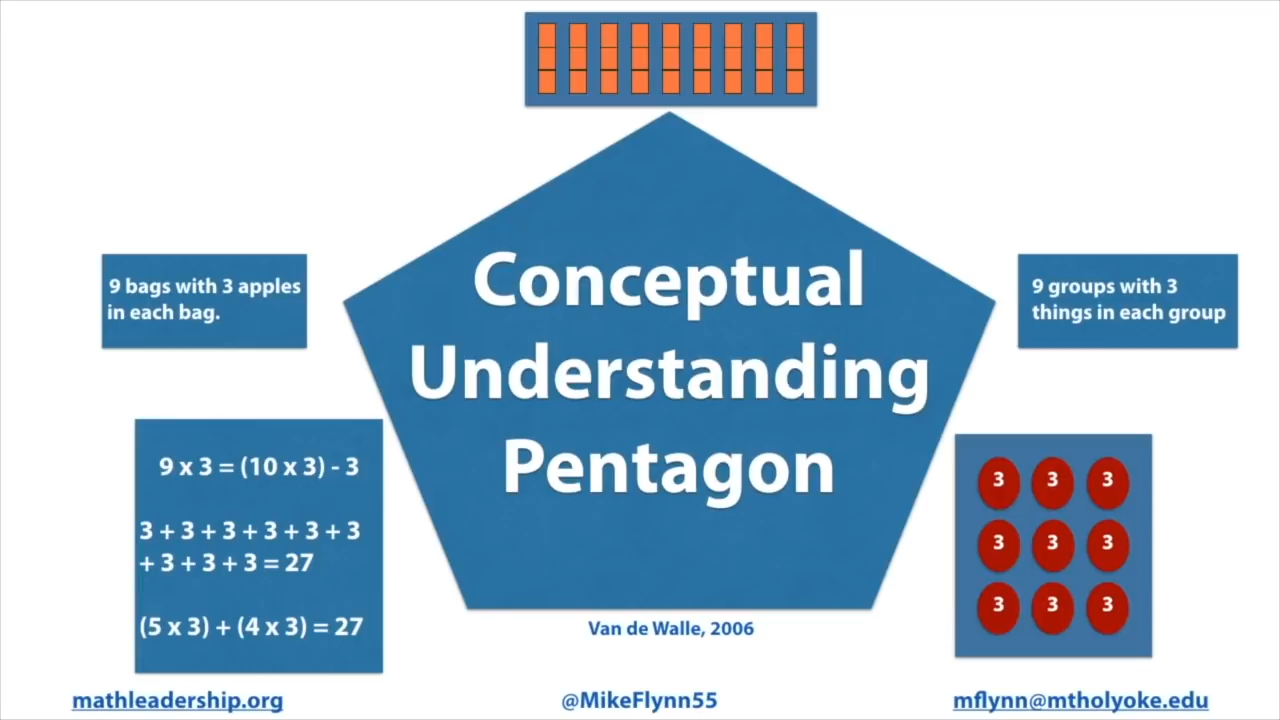 Conceptual
Understanding
Pentagon
9 bags with 3 apples
in each bag.
9 groups with 3
things in each group
9 x 3 = (10 x 3) - 3
3 + 3 + 3 + 3 + 3 + 3
+ 3 + 3 + 3 = 27
(5 x 3) + (4 x 3) = 27
3 3 3
3 3 3
3 3 3
Van de Walle, 2006
mathleadership.org
@MikeFlynn55
mflynn@mtholyoke.edu